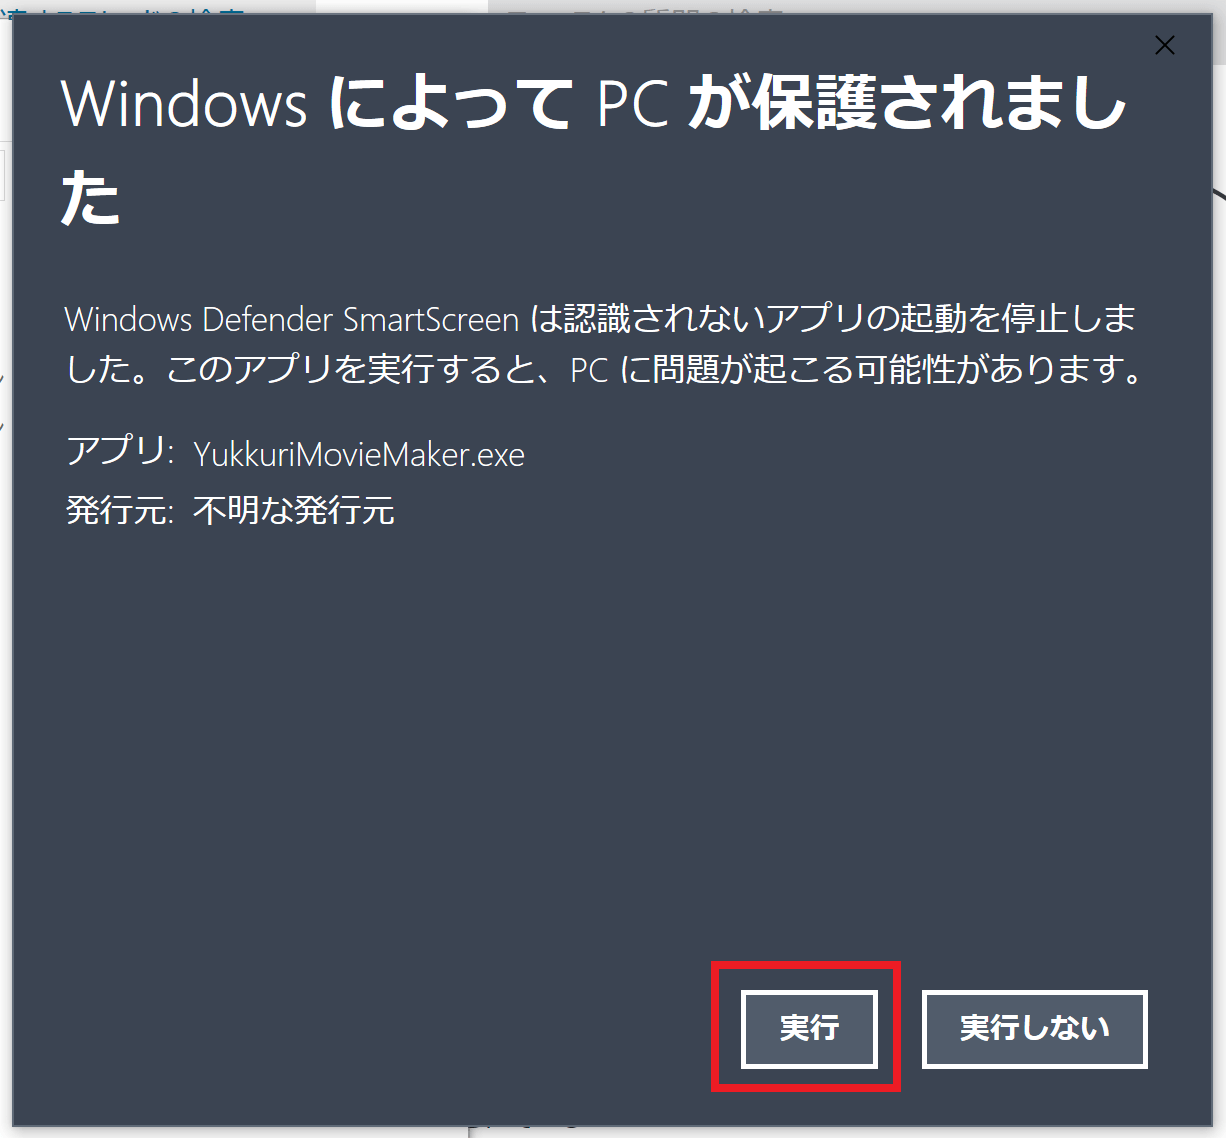 Windows によって PC が保護されまし
た
Windows Defender SmartScreen は認識されないアプリの起動を停止しま
した。このアプリを実行すると、PC に問題が起こる可能性があります。
アプリ: YukkuriMovieMaker.exe
発行元: 不明な発行元
実行 実行しない